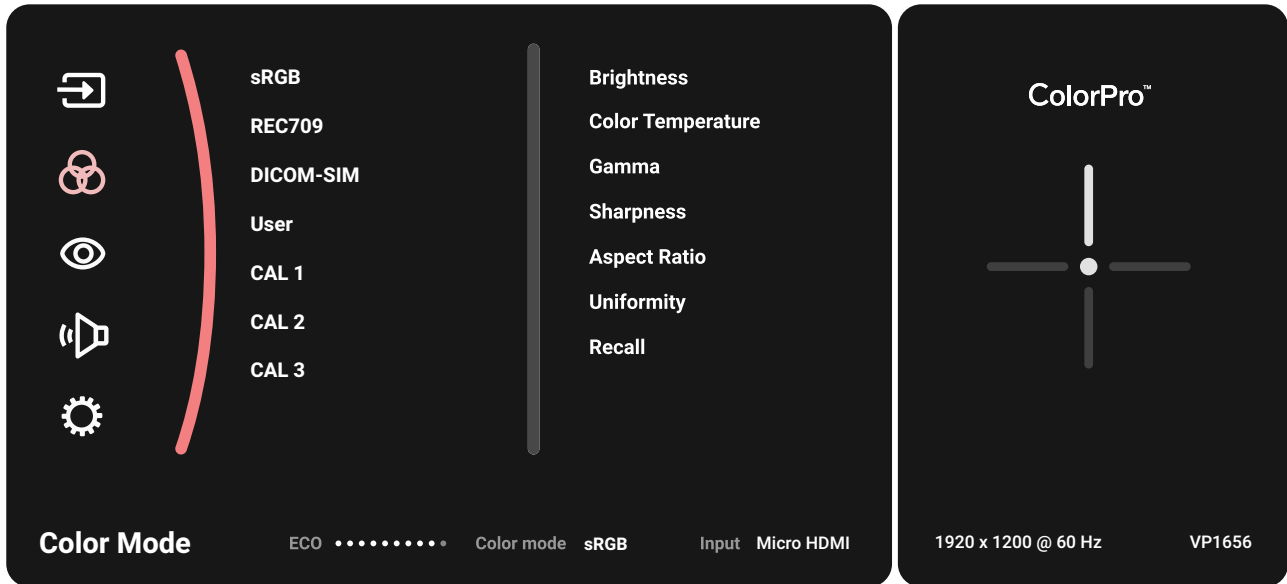 sRGB
REC709
DICOM-SIM
User
CAL 1
CAL 2
CAL 3
Brightness
Color Temperature
Gamma
Sharpness
Aspect Ratio
Uniformity
Recall
Color Mode
ECO
Color mode sRGB
Input Micro HDMI
ColorPro™
1920 x 1200 @ 60 Hz
VP1656